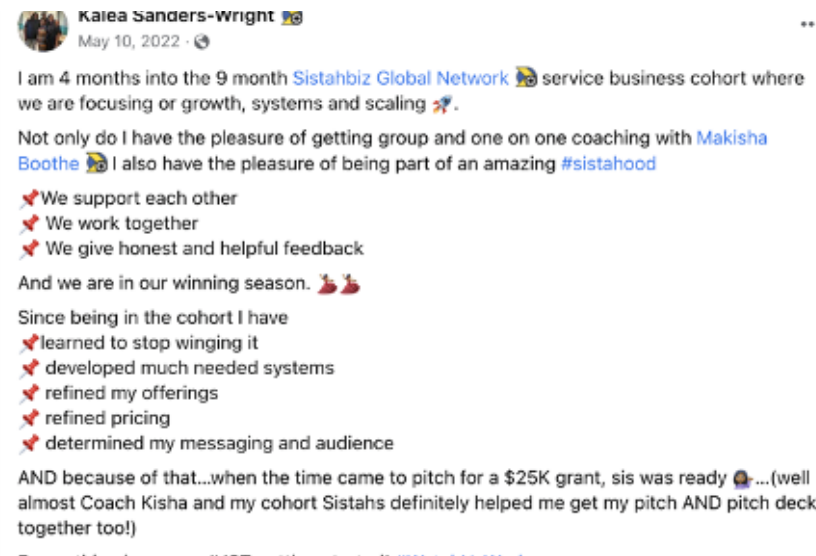 Kalea Sanders-Wright
May 10, 2022 ·
I am 4 months into the 9 month Sistahbiz Global Network service business cohort where
we are focusing or growth, systems and scaling 🚀.
Not only do I have the pleasure of getting group and one on one coaching with Makisha
Boothe I also have the pleasure of being part of an amazing #sistahood
📌We support each other
📌 We work together
📌 We give honest and helpful feedback
And we are in our winning season. 💃💃
Since being in the cohort I have
📌learned to stop winging it
📌 developed much needed systems
📌 refined my offerings
📌 refined pricing
📌 determined my messaging and audience
AND because of that...when the time came to pitch for a $25K grant, sis was ready 💁🏿‍♀️...(well
almost Coach Kisha and my cohort Sistahs definitely helped me get my pitch AND pitch deck
together too!)